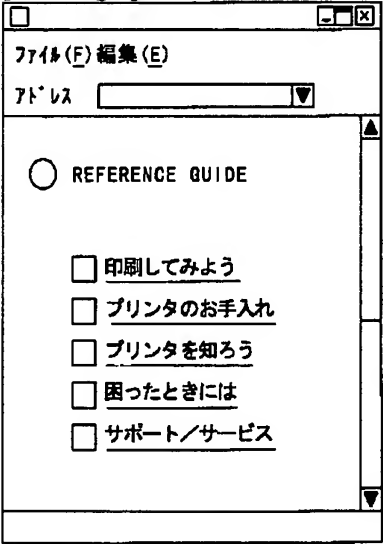 ﾌｧｲﾙ(F) 編集(E)
ｱﾄﾞﾚｽ
REFERENCE GUIDE
印刷してみよう
プリンタのお手入れ
プリンタを知ろう
困ったときには
サポート／サービス